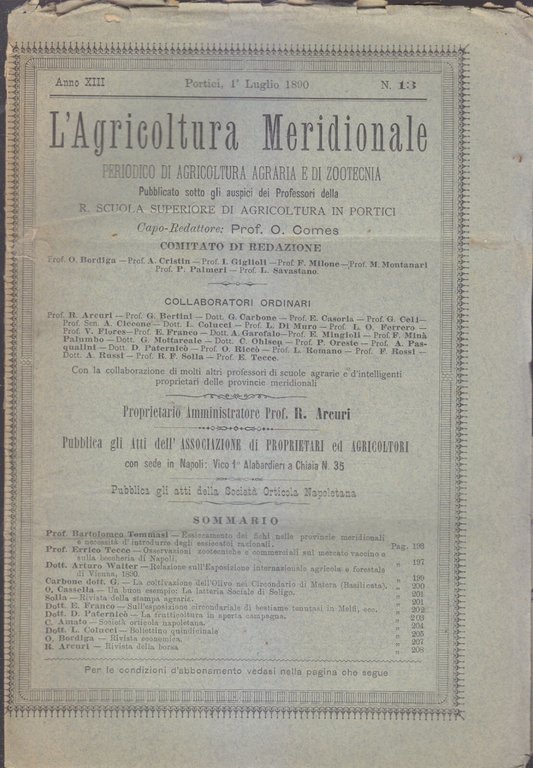 Anno XIII
Portici, 1° Luglio 1890
N. 13
L'Agricoltura Meridionale
PERIODICO DI AGRICOLTURA AGRARIA E DI ZOOTECNIA
Pubblicato sotto gli auspici dei Professori della
R. SCUOLA SUPERIORE DI AGRICOLTURA IN PORTICI
Capo-Redattore: Prof. O. Comes
COMITATO DI REDAZIONE
Prof. O. Bordiga — Prof. A. Cristin — Prof. I. Giglioli — Prof. F. Milone — Prof. M. Montanari
Prof. P. Palmeri — Prof. L. Savastano.
COLLABORATORI ORDINARI
Prof. R. Arcuri — Prof. G. Bertini — Dott. G. Carbone — Prof. E. Casoria — Prof. G. Celi —
Prof. Sen. A. Ciccone — Dott. L. Colucci — Prof. L. Di Muro — Prof. L. O. Ferrero —
Prof. V. Flores — Prof. E. Franco — Dott. A. Garofalo — Prof. E. Mingioli — Prof. F. Minà
Palumbo — Dott. G. Mottareale — Dott. C. Ohlsen — Prof. P. Oreste — Prof. A. Pas-
qualini — Dott. D. Paternicò — Prof. O. Riccò — Prof. L. Romano — Prof. F. Rossi —
Dott. A. Russi — Prof. R. F. Solla — Prof. E. Tecce.
Con la collaborazione di molti altri professori di scuole agrarie e d'intelligenti
proprietari delle provincie meridionali
Proprietario Amministratore Prof. R. Arcuri
Pubblica gli Atti dell'ASSOCIAZIONE di PROPRIETARI ed AGRICOLTORI
con sede in Napoli: Vico 1° Alabardieri a Chiaia N. 35
Pubblica gli atti della Società Orticola Napoletana
SOMMARIO
Prof. Bartolomeo Tommasi — Essicamento dei fichi nelle provincie meridionali
e necessità d'introdurre degli essiccatoi razionali. Pag. 193
Prof. Errico Tecce — Osservazioni zootecniche e commerciali sul mercato vaccino e
sulla beccheria di Napoli. " 197
Dott. Arturo Walter — Relazione sull'Esposizione internazionale agricola e forestale
di Vienna, 1890. " 199
Carbone dott. G. — La coltivazione dell'Olivo nel Circondario di Matera (Basilicata). " 200
O. Casella — Un buon esempio: La latteria Sociale di Soligo. " 201
Solla — Rivista della stampa agraria. " 201
Dott. E. Franco — Sull'esposizione circondariale di bestiame tenutasi in Melfi, ecc. " 202
Dott. D. Paternicò — La frutticoltura in aperta campagna. " 203
C. Amato — Società orticola napoletana. " 204
Dott. L. Colucci — Bollettino quindicinale " 205
O. Bordiga — Rivista economica. " 207
R. Arcuri — Rivista della borsa " 208
Per le condizioni d'abbonamento vedasi nella pagina che segue